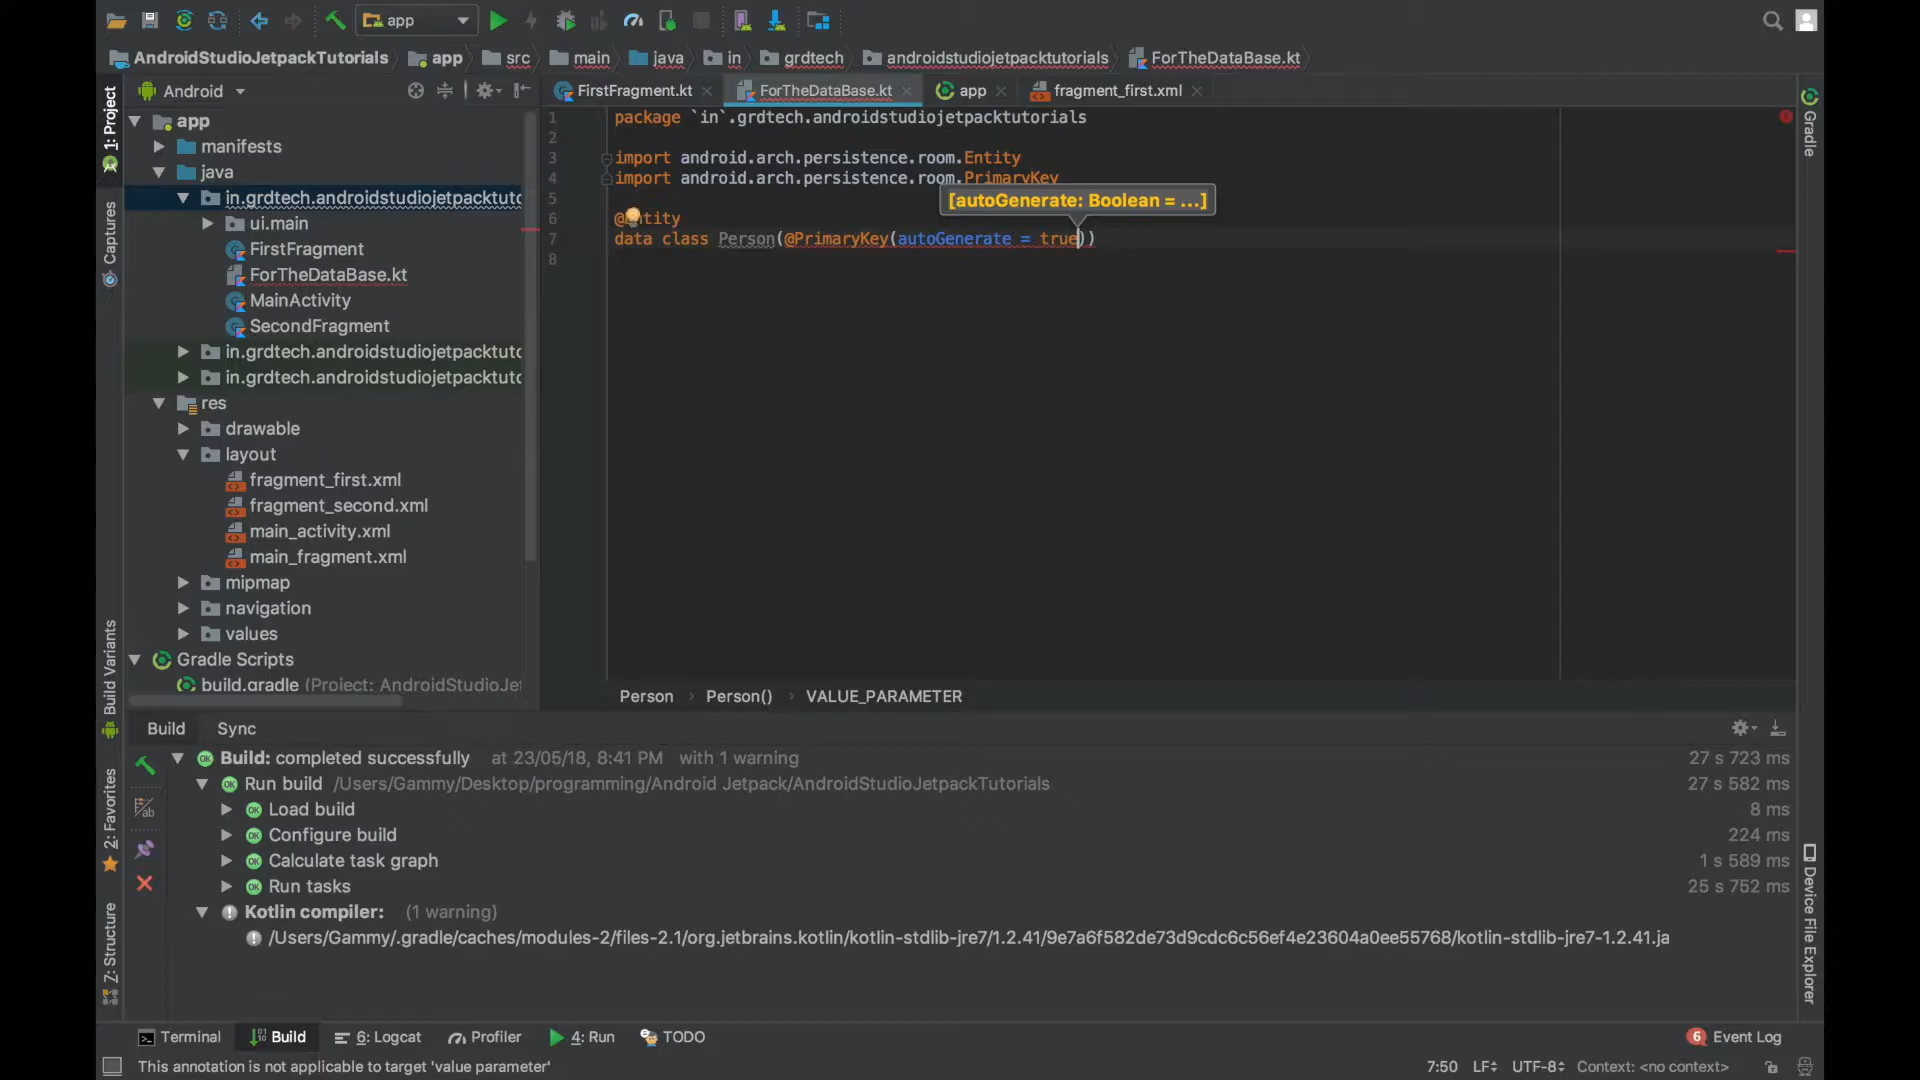 app
AndroidStudioJetpackTutorials app src main java in grdtech androidstudiojetpacktutorials ForTheDataBase.kt
Android
FirstFragment.kt ForTheDataBase.kt app fragment_first.xml
1: Project
Captures
Build Variants
2: Favorites
Z: Structure
app
manifests
java
in.grdtech.androidstudiojetpacktuto
ui.main
FirstFragment
ForTheDataBase.kt
MainActivity
SecondFragment
in.grdtech.androidstudiojetpacktuto
in.grdtech.androidstudiojetpacktuto
res
drawable
layout
fragment_first.xml
fragment_second.xml
main_activity.xml
main_fragment.xml
mipmap
navigation
values
Gradle Scripts
build.gradle (Project: AndroidStudioJet
1 package `in`.grdtech.androidstudiojetpacktutorials
2
3 import android.arch.persistence.room.Entity
4 import android.arch.persistence.room.PrimaryKey
5
[autoGenerate: Boolean = ...]
6 @Entity
7 data class Person(@PrimaryKey(autoGenerate = true))
8
Person Person() VALUE_PARAMETER
Gradle
Device File Explorer
Build Sync
Build: completed successfully at 23/05/18, 8:41 PM with 1 warning 27 s 723 ms
Run build /Users/Gammy/Desktop/programming/Android Jetpack/AndroidStudioJetpackTutorials 27 s 582 ms
Load build 8 ms
Configure build 224 ms
Calculate task graph 1 s 589 ms
Run tasks 25 s 752 ms
Kotlin compiler: (1 warning)
/Users/Gammy/.gradle/caches/modules-2/files-2.1/org.jetbrains.kotlin/kotlin-stdlib-jre7/1.2.41/9e7a6f582de73d9cdc6c56ef4e23604a0ee55768/kotlin-stdlib-jre7-1.2.41.ja
Terminal Build 6: Logcat Profiler 4: Run TODO 6 Event Log
This annotation is not applicable to target 'value parameter' 7:50 LF UTF-8 Context: <no context>